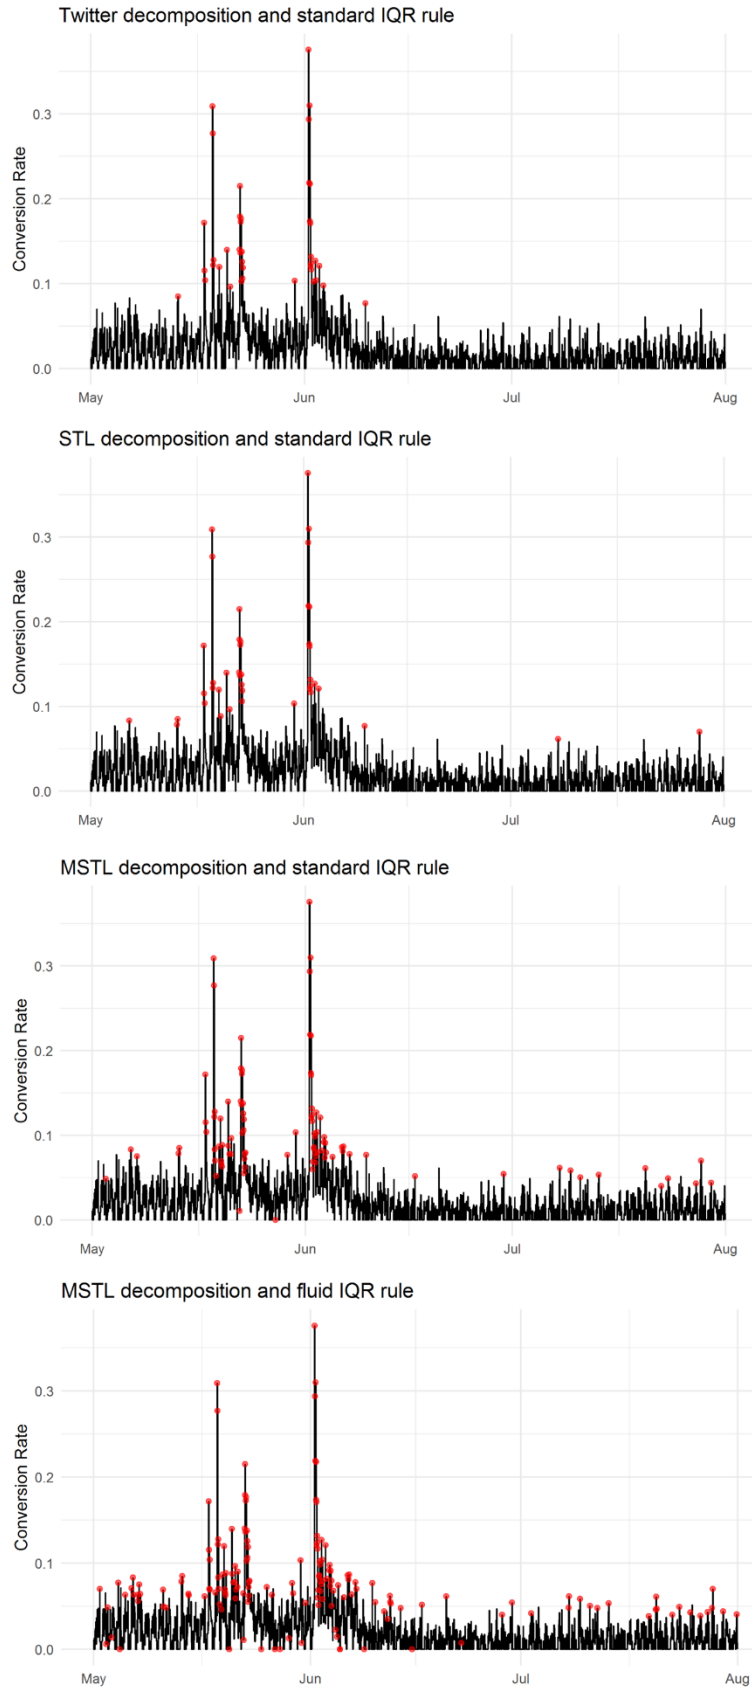 Twitter decomposition and standard IQR rule
Conversion Rate
0.3
0.2
0.1
0.0
May Jun Jul Aug
STL decomposition and standard IQR rule
Conversion Rate
0.3
0.2
0.1
0.0
May Jun Jul Aug
MSTL decomposition and standard IQR rule
Conversion Rate
0.3
0.2
0.1
0.0
May Jun Jul Aug
MSTL decomposition and fluid IQR rule
Conversion Rate
0.3
0.2
0.1
0.0
May Jun Jul Aug